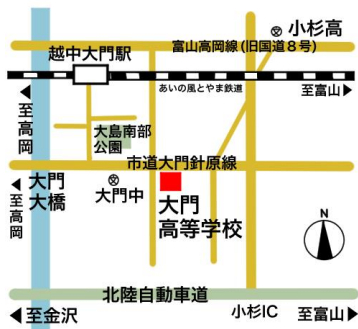 小杉高
富山高岡線(旧国道８号)
越中大門駅
あいの風とやま鉄道
至富山
至高岡
大島南部
公園
市道大門針原線
大門
大橋
大門中
至高岡
大門
高等学校
N
北陸自動車道
至金沢
小杉IC
至富山